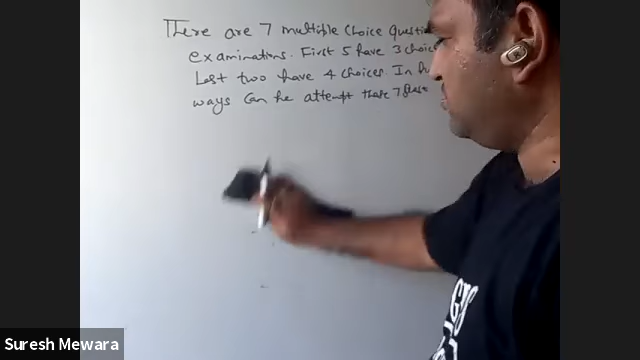 There are 7 multiple choice
examinations. First 5 have 3
Last two have 4 choices. In
ways Can he attempt these 7
Suresh Mewara